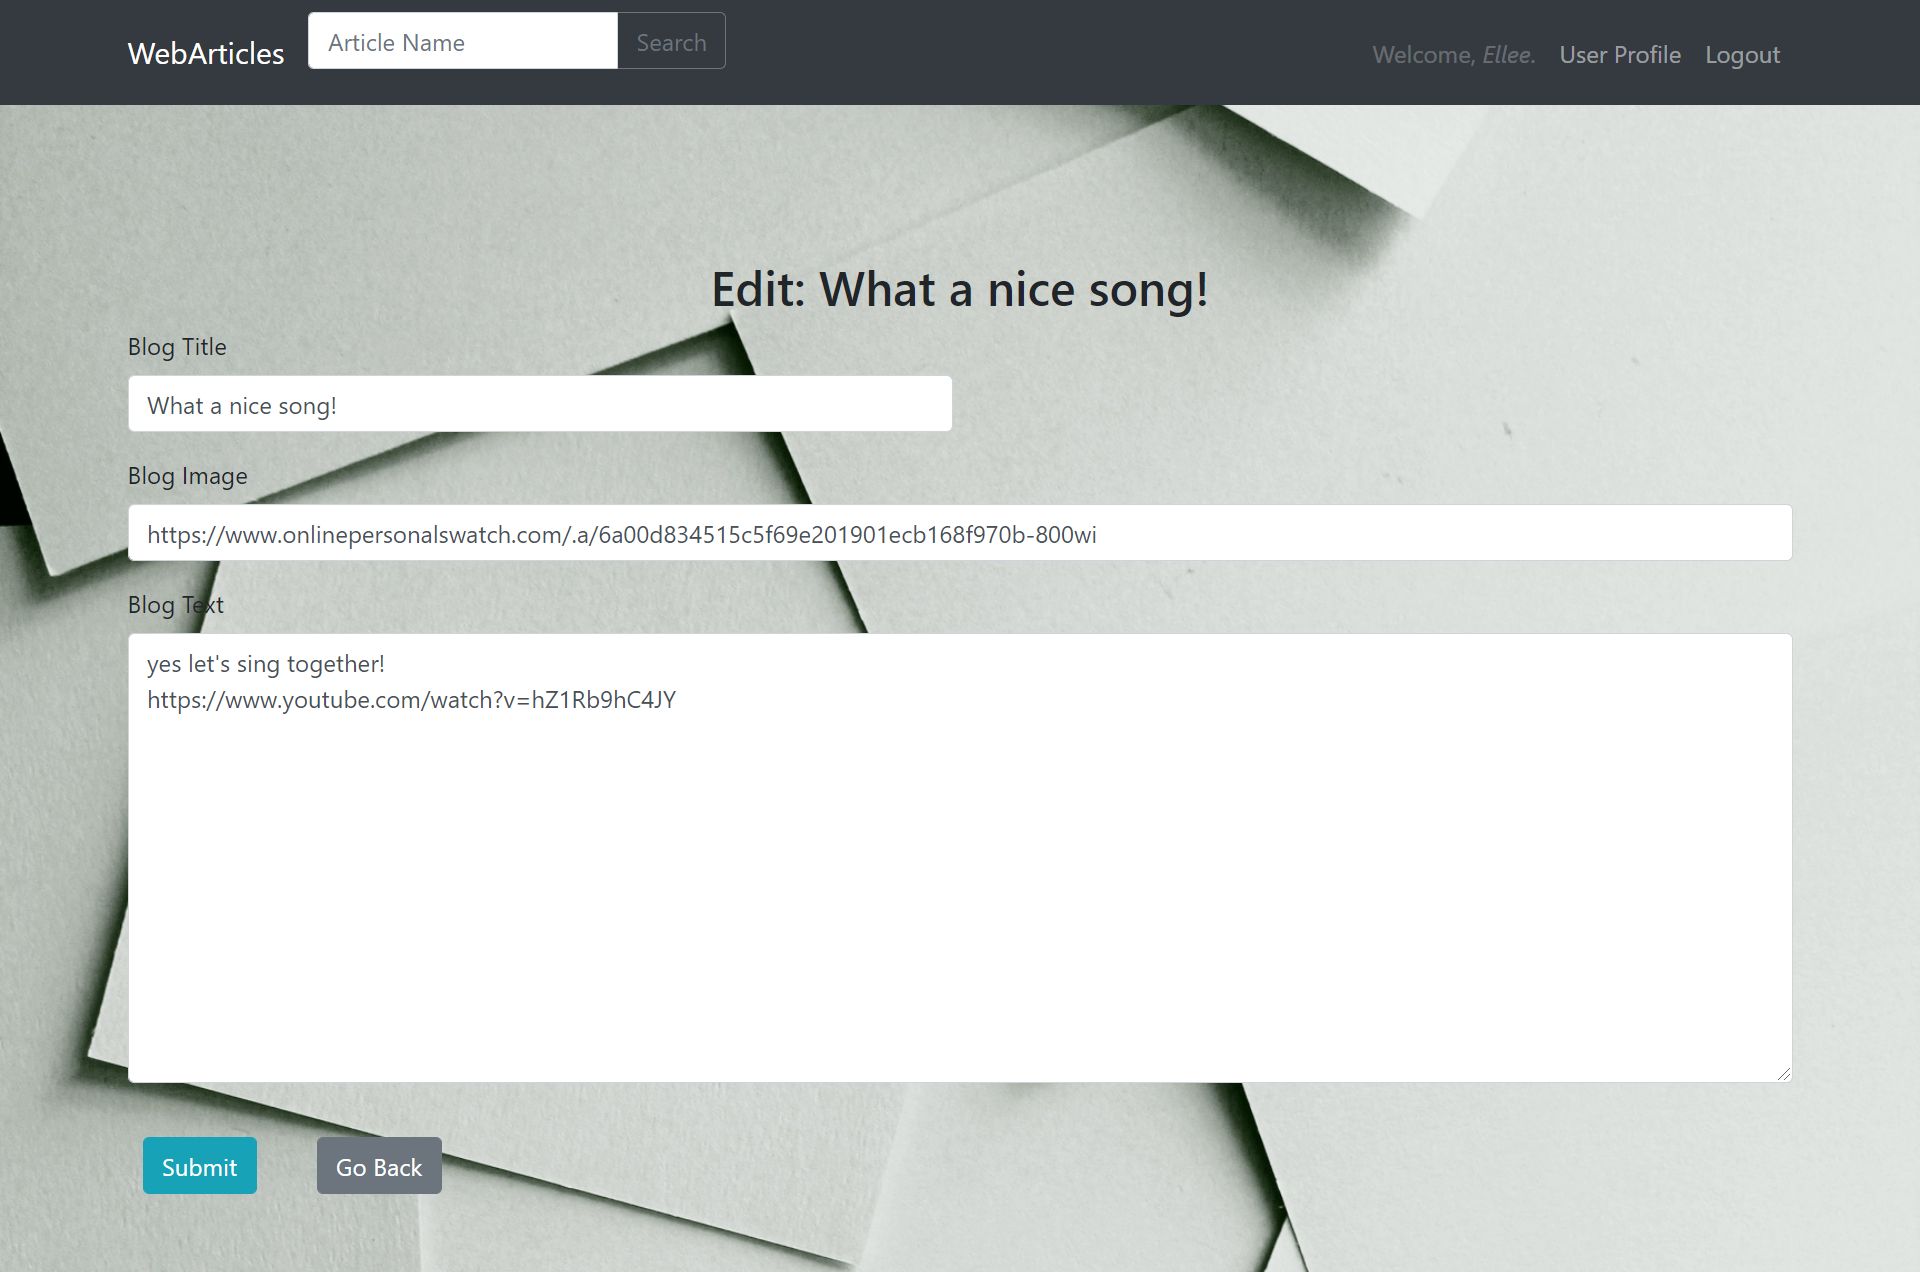 WebArticles
Article Name
Search
Welcome, Ellee.
User Profile
Logout
Edit: What a nice song!
Blog Title
What a nice song!
Blog Image
https://www.onlinepersonalswatch.com/.a/6a00d834515c5f69e201901ecb168f970b-800wi
Blog Text
yes let's sing together!
https://www.youtube.com/watch?v=hZ1Rb9hC4JY
Submit
Go Back